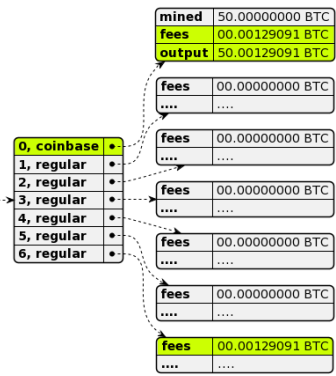 mined 50.00000000 BTC
fees 00.00129091 BTC
output 50.00129091 BTC
fees 00.00000000 BTC
.... ....
fees 00.00000000 BTC
.... ....
fees 00.00000000 BTC
.... ....
fees 00.00000000 BTC
.... ....
fees 00.00000000 BTC
.... ....
fees 00.00129091 BTC
.... ....
0, coinbase
1, regular
2, regular
3, regular
4, regular
5, regular
6, regular